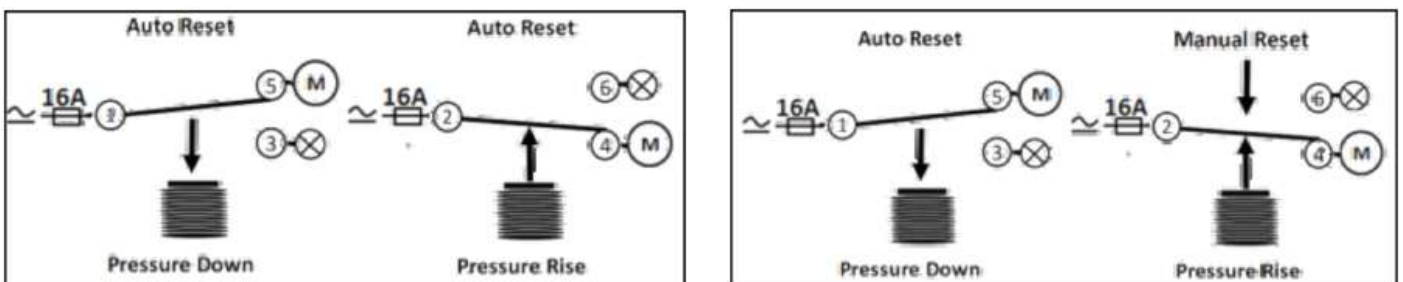 Auto Reset
Auto Reset
5 M
6
16A 1
16A 2
3
4 M
Pressure Down
Pressure Rise
Auto Reset
Manual Reset
5 M
6
16A 1
16A 2
3
4 M
Pressure Down
Pressure Rise